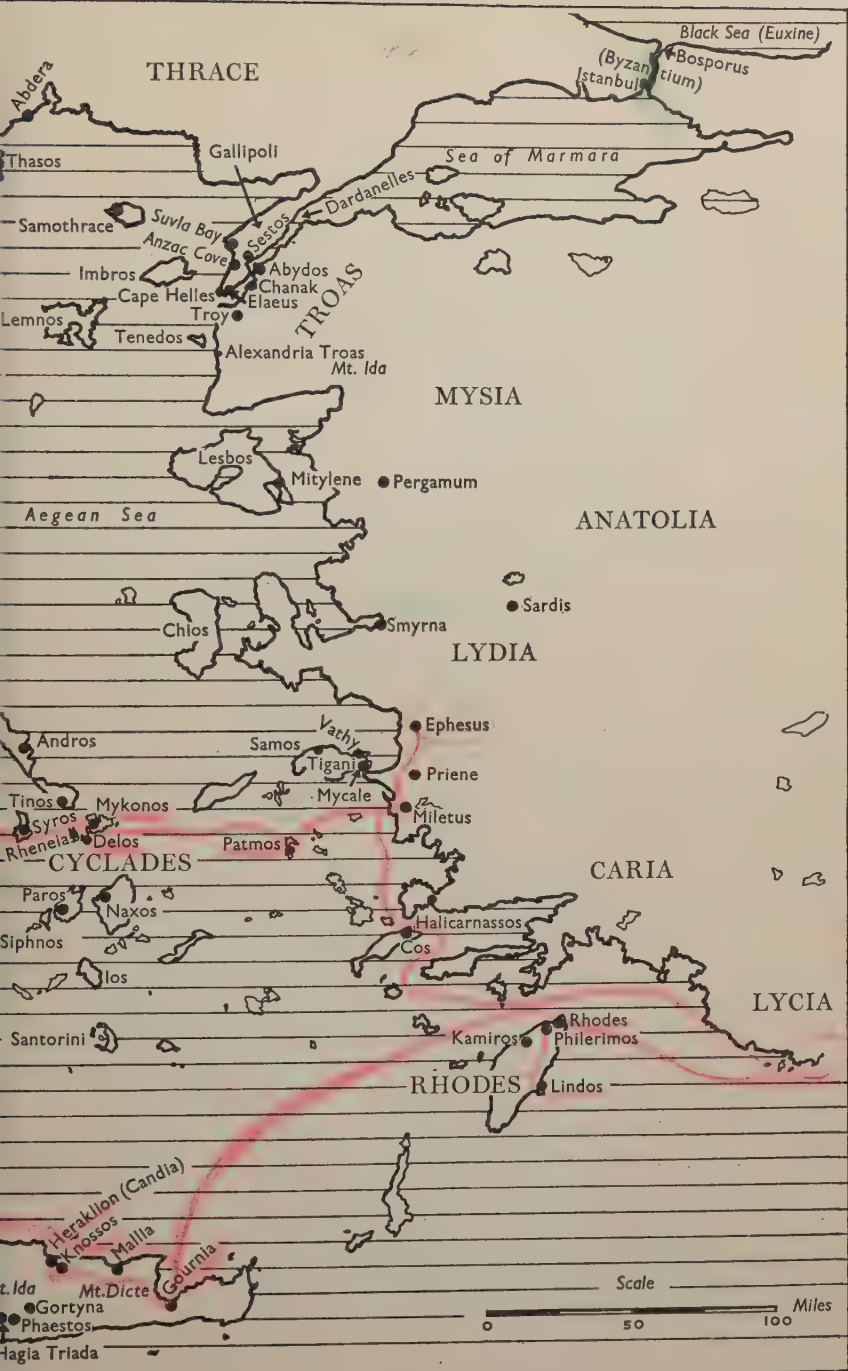 Black Sea (Euxine)
Bosporus
(Byzantium)
Istanbul
THRACE
Abdera
Thasos
Gallipoli
Sea of Marmara
Dardanelles
Samothrace
Suvla Bay
Sestos
Anzac Cove
Imbros
Abydos
Chanak
Cape Helles
Elaeus
TROAS
Lemnos
Troy
Tenedos
Alexandria Troas
Mt. Ida
MYSIA
Lesbos
Mitylene
Pergamum
Aegean Sea
ANATOLIA
Sardis
Chios
Smyrna
LYDIA
Ephesus
Andros
Vathy
Samos
Tigani
Priene
Mycale
Tinos
Mykonos
Miletus
Syros
Rheneia
Delos
Patmos
CYCLADES
CARIA
Paros
Naxos
Halicarnassos
Siphnos
Cos
Ios
LYCIA
Santorini
Rhodes
Kamiros
Philerimos
RHODES
Lindos
Heraklion (Candia)
Knossos
Mallia
Gournia
t. Ida
Mt. Dicte
Gortyna
Phaestos
Hagia Triada
Scale
Miles
0 50 100